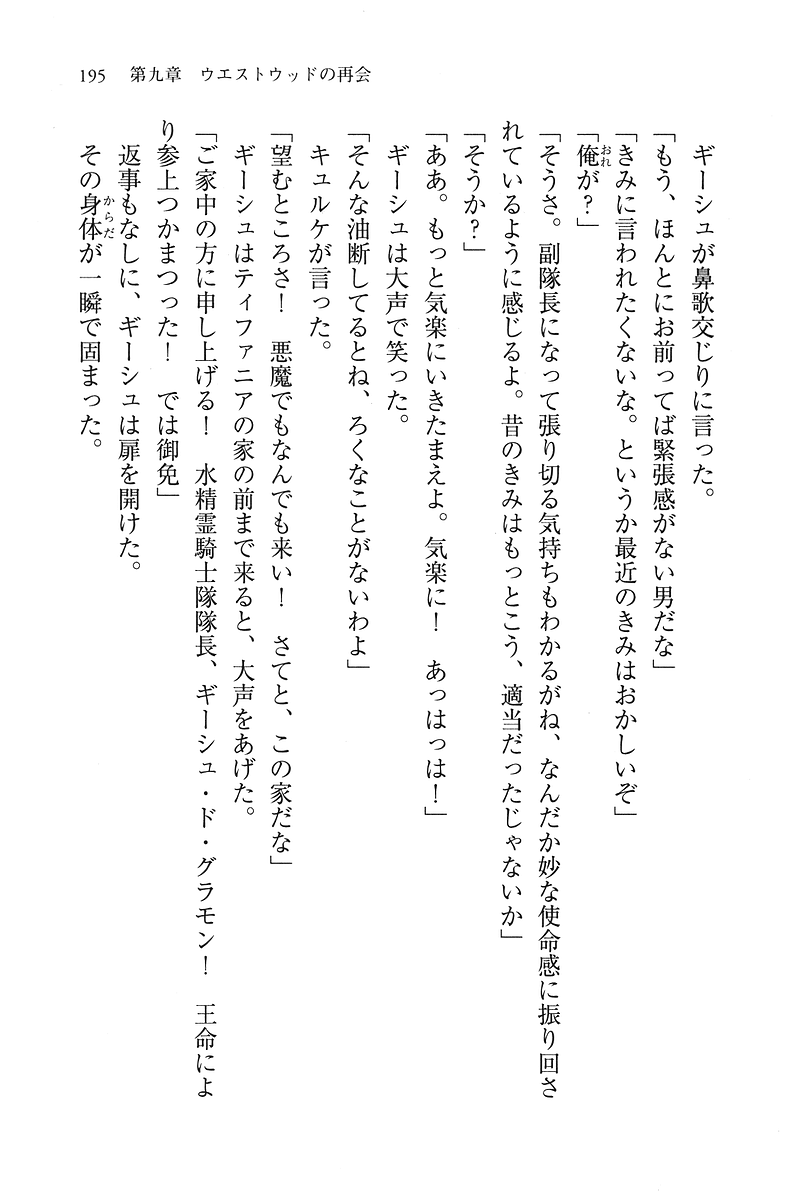 195　第九章　ウエストウッドの再会
ギーシュが鼻歌交じりに言った。
「もう、ほんとにお前ってば緊張感がない男だな」
「きみに言われたくないな。というか最近のきみはおかしいぞ」
「俺が？」
「そうさ。副隊長になって張り切る気持ちもわかるがね、なんだか妙な使命感に振り回さ
れているように感じるよ。昔のきみはもっとこう、適当だったじゃないか」
「そうか？」
「ああ。もっと気楽にいきたまえよ。気楽に！　あっはっは！」
ギーシュは大声で笑った。
「そんな油断してるとね、ろくなことがないわよ」
キュルケが言った。
「望むところさ！　悪魔でもなんでも来い！　さてと、この家だな」
ギーシュはティファニアの家の前まで来ると、大声をあげた。
「ご家中の方に申し上げる！　水精霊騎士隊隊長、ギーシュ・ド・グラモン！　王命によ
り参上つかまつった！　では御免」
返事もなしに、ギーシュは扉を開けた。
その身体が一瞬で固まった。
おれ
からだ